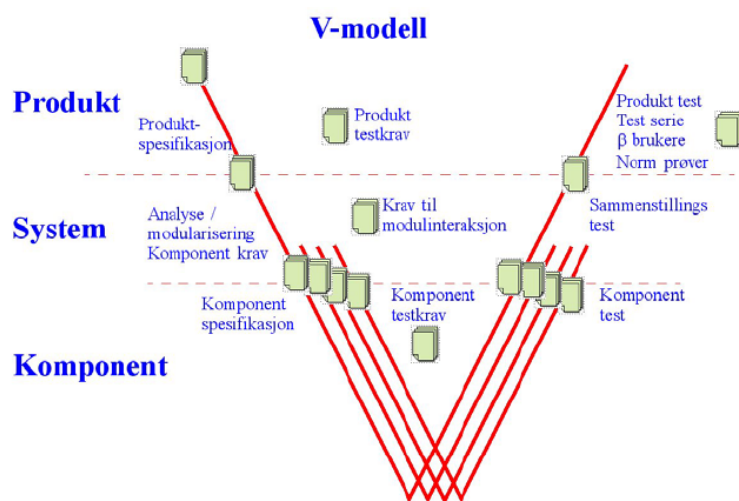 V-modell
Produkt
Produkt-
spesifikasjon
Produkt
testkrav
Produkt test
Test serie
β brukere
Norm prøver
System
Analyse /
modularisering
Komponent krav
Krav til
modulinteraksjon
Sammenstillings
test
Komponent
spesifikasjon
Komponent
testkrav
Komponent
test
Komponent